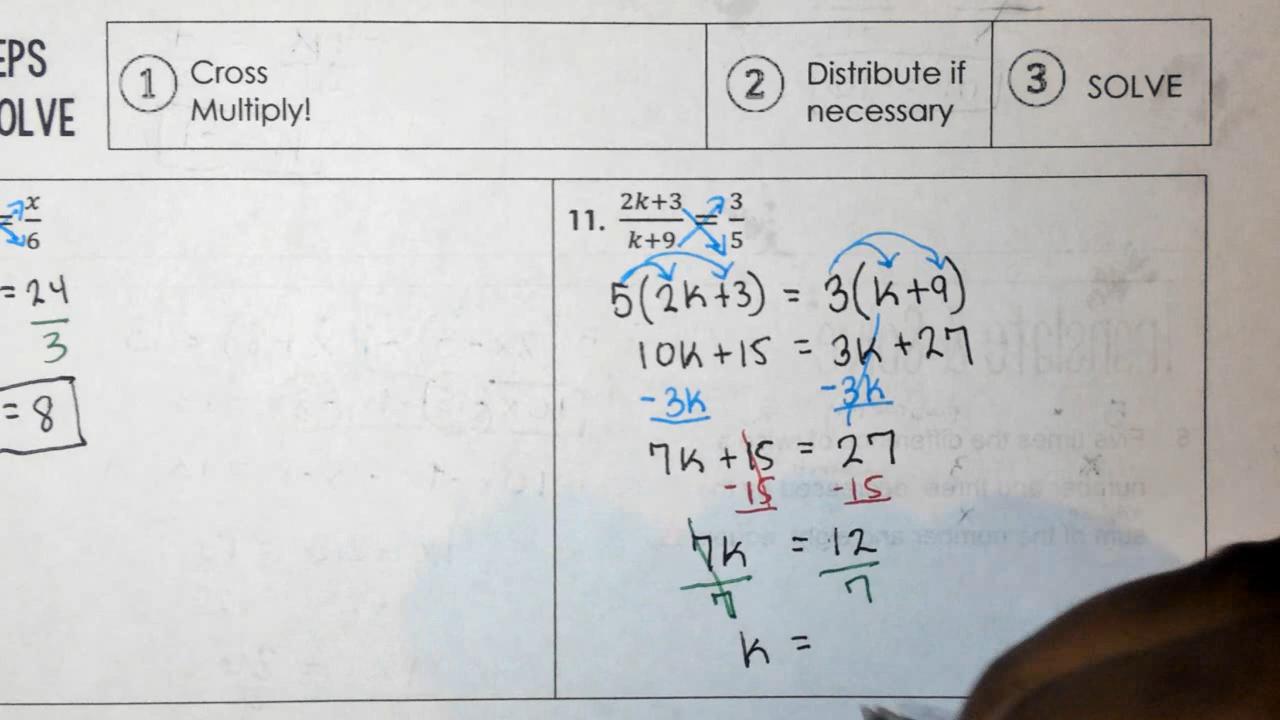 EPS
OLVE
1 Cross
Multiply!
2 Distribute if
necessary
3 SOLVE
= x/6
= 24/3
= 8
11. 2k+3/k+9 = 3/5
5(2k+3) = 3(k+9)
10k+15 = 3k+27
-3k -3k
7k+15 = 27
-15 -15
7k/7 = 12/7
k =